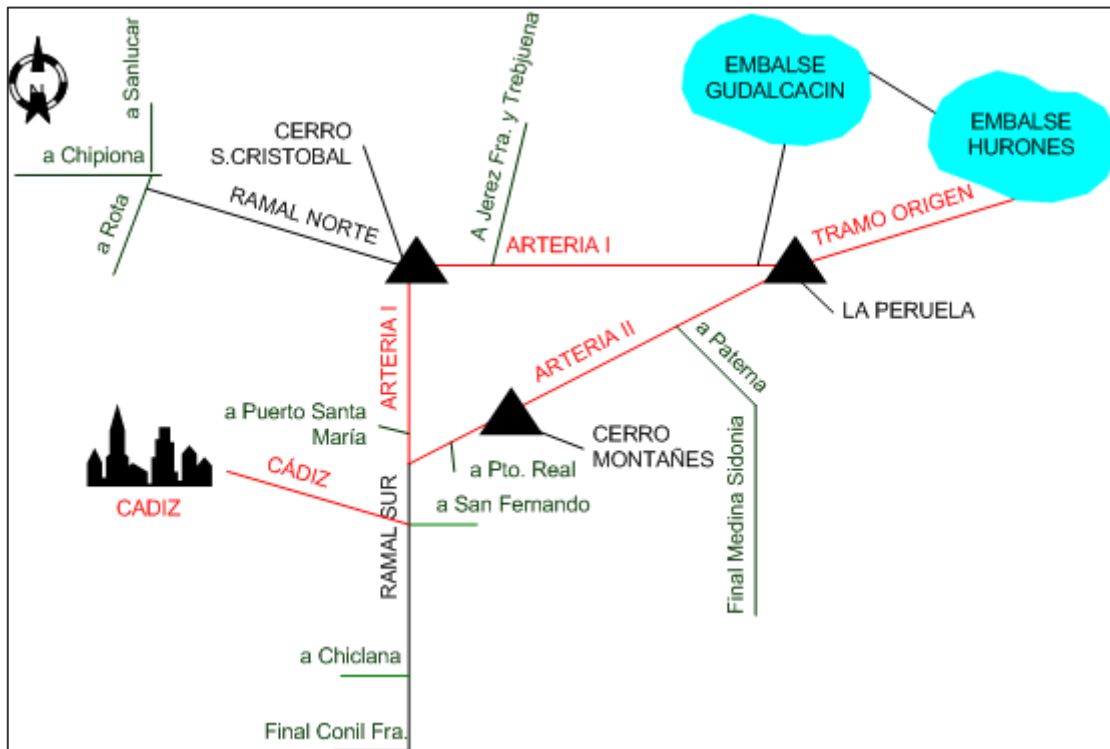 N
a Sanlucar
a Chipiona
a Rota
CERRO
S.CRISTOBAL
RAMAL NORTE
A Jerez Fra. y Trebjuena
EMBALSE
GUDALCACIN
EMBALSE
HURONES
ARTERIA I
TRAMO ORIGEN
LA PERUELA
ARTERIA I
ARTERIA II
a Paterna
a Puerto Santa
María
CERRO
MONTAÑES
a Pto. Real
CÁDIZ
a San Fernando
CADIZ
RAMAL SUR
Final Medina Sidonia
a Chiclana
Final Conil Fra.